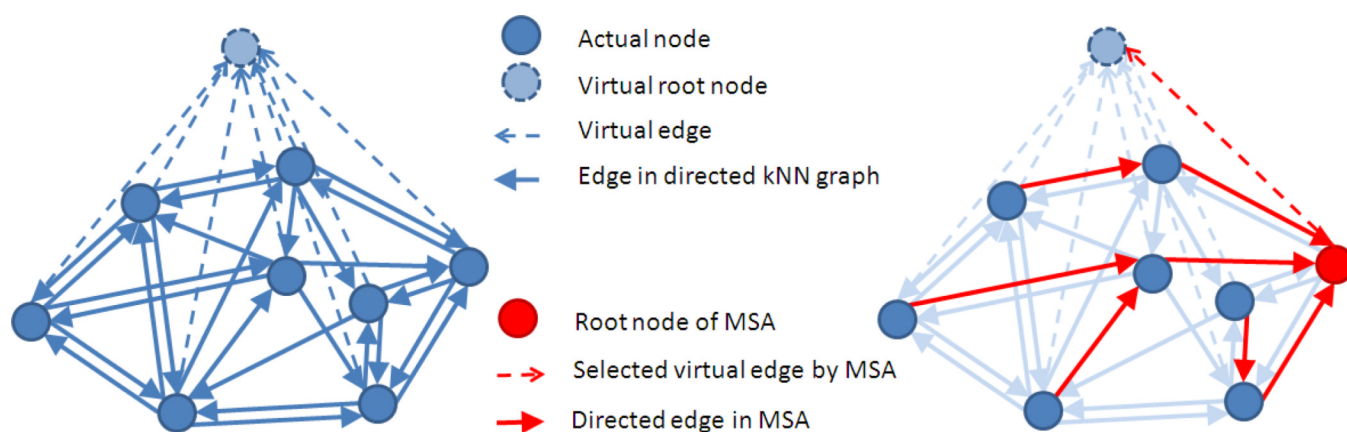 Actual node
Virtual root node
Virtual edge
Edge in directed kNN graph
Root node of MSA
Selected virtual edge by MSA
Directed edge in MSA